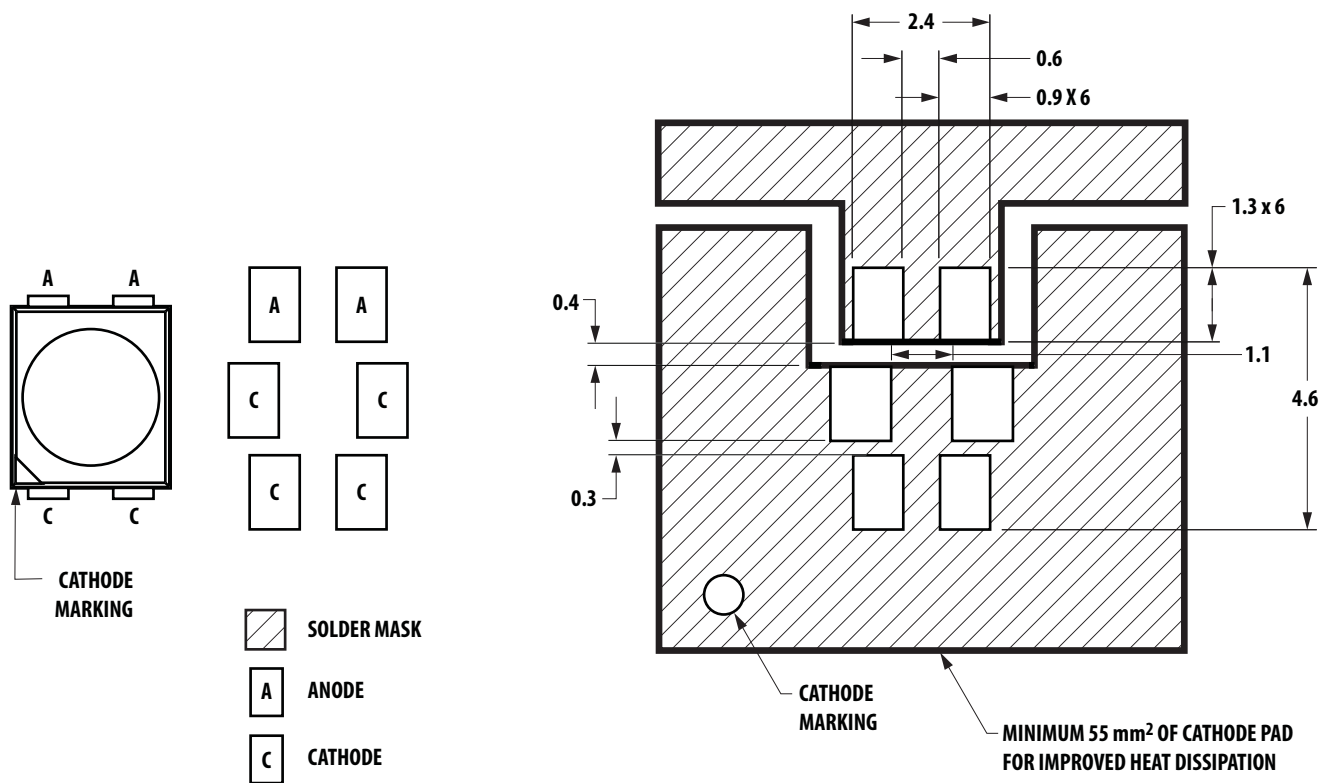 2.4
0.6
0.9 X 6
1.3 x 6
0.4
1.1
4.6
0.3
A A
A A
C C
C C
C C
CATHODE
MARKING
SOLDER MASK
A ANODE
C CATHODE
CATHODE
MARKING
MINIMUM 55 mm² OF CATHODE PAD
FOR IMPROVED HEAT DISSIPATION